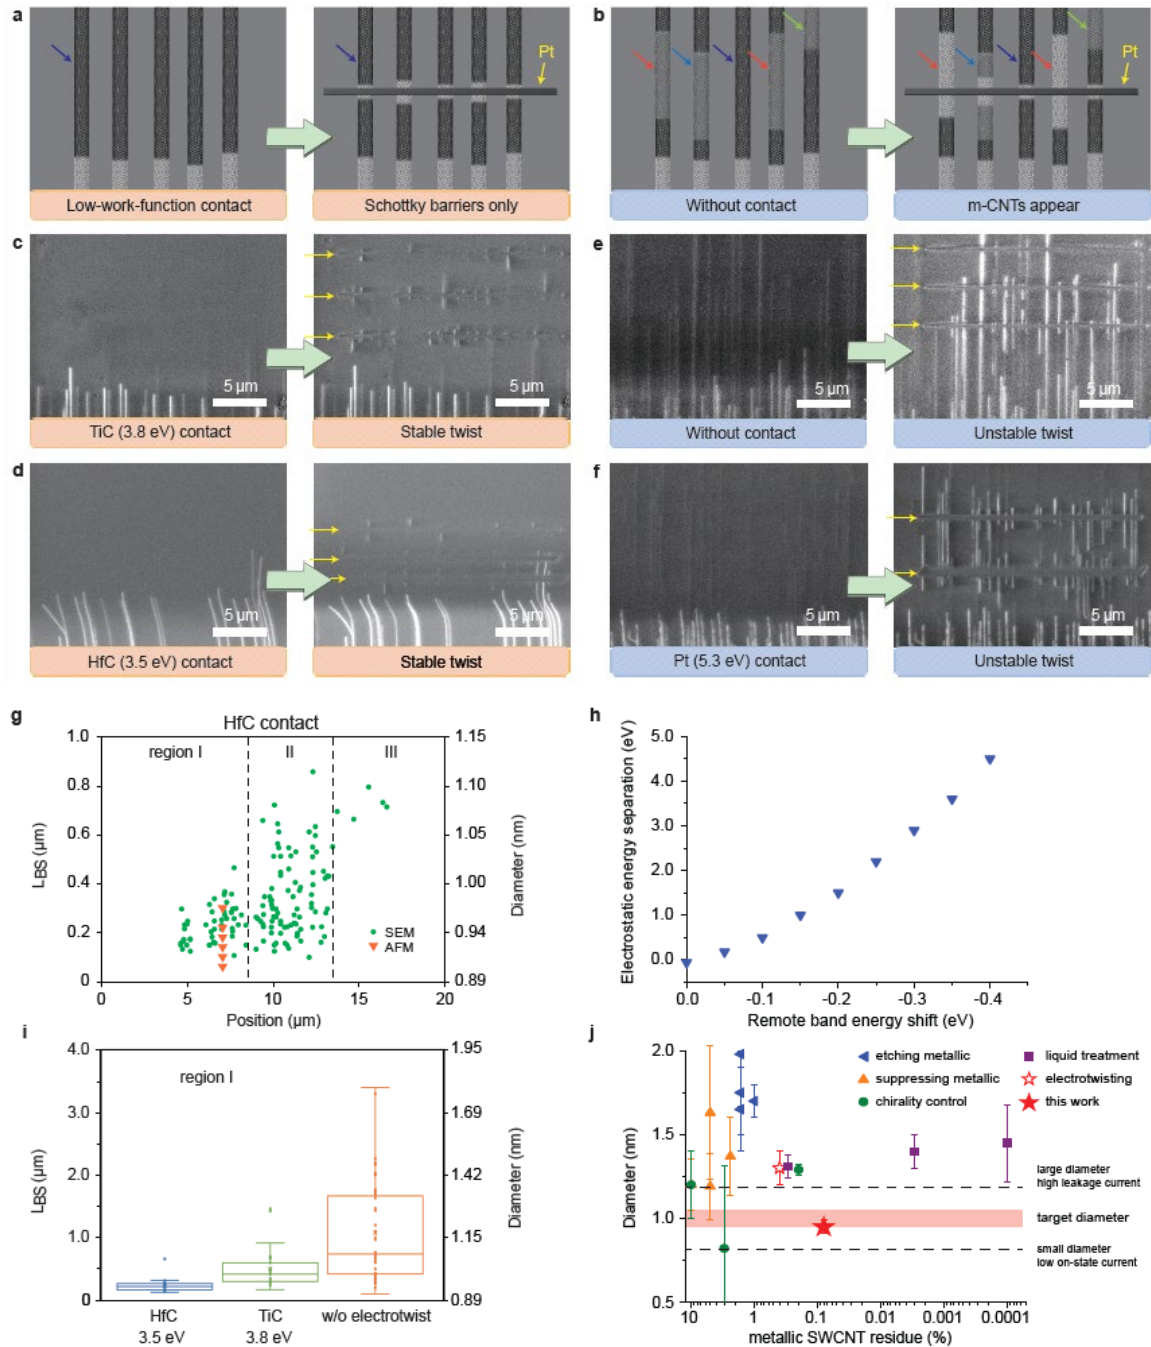 a
Pt
Low-work-function contact
Schottky barriers only
b
Pt
Without contact
m-CNTs appear
c
5 µm
5 µm
TiC (3.8 eV) contact
Stable twist
e
5 µm
5 µm
Without contact
Unstable twist
d
5 µm
5 µm
HfC (3.5 eV) contact
Stable twist
f
5 µm
5 µm
Pt (5.3 eV) contact
Unstable twist
g
HfC contact
region I
II
III
1.0
0.8
0.6
0.4
0.2
0
LBS (µm)
1.15
1.10
1.05
1.00
0.94
0.89
Diameter (nm)
SEM
AFM
0
5
10
15
20
Position (µm)
h
Electrostatic energy separation (eV)
5.0
4.0
3.0
2.0
1.0
0.0
0.0
-0.1
-0.2
-0.3
-0.4
Remote band energy shift (eV)
i
region I
4.0
3.0
2.0
1.0
0
LBS (µm)
1.95
1.69
1.42
1.15
0.89
Diameter (nm)
HfC
3.5 eV
TiC
3.8 eV
w/o electrotwist
j
2.0
1.5
1.0
0.5
Diameter (nm)
etching metallic
suppressing metallic
chirality control
liquid treatment
electrotwisting
this work
large diameter
high leakage current
target diameter
small diameter
low on-state current
10
1
0.1
0.01
0.001
0.0001
metallic SWCNT residue (%)